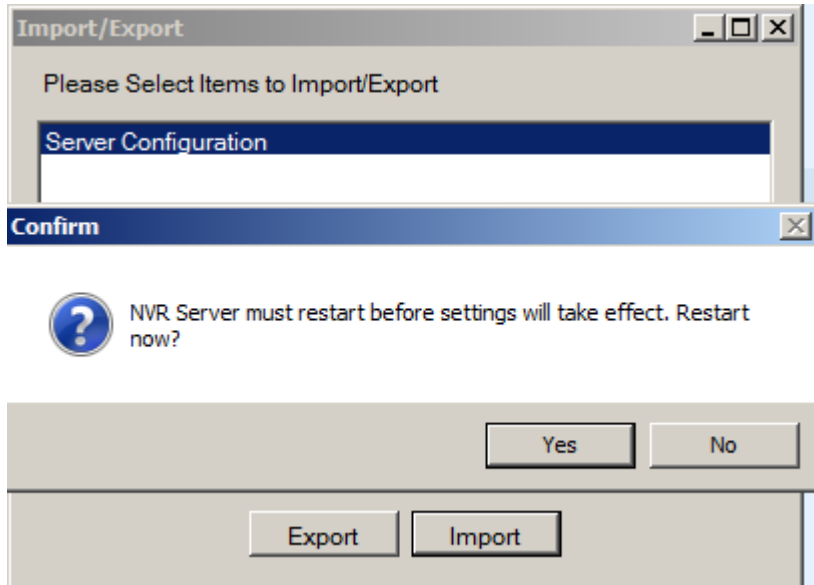 Import/Export
Please Select Items to Import/Export
Server Configuration
Confirm
NVR Server must restart before settings will take effect. Restart
now?
Yes No
Export Import